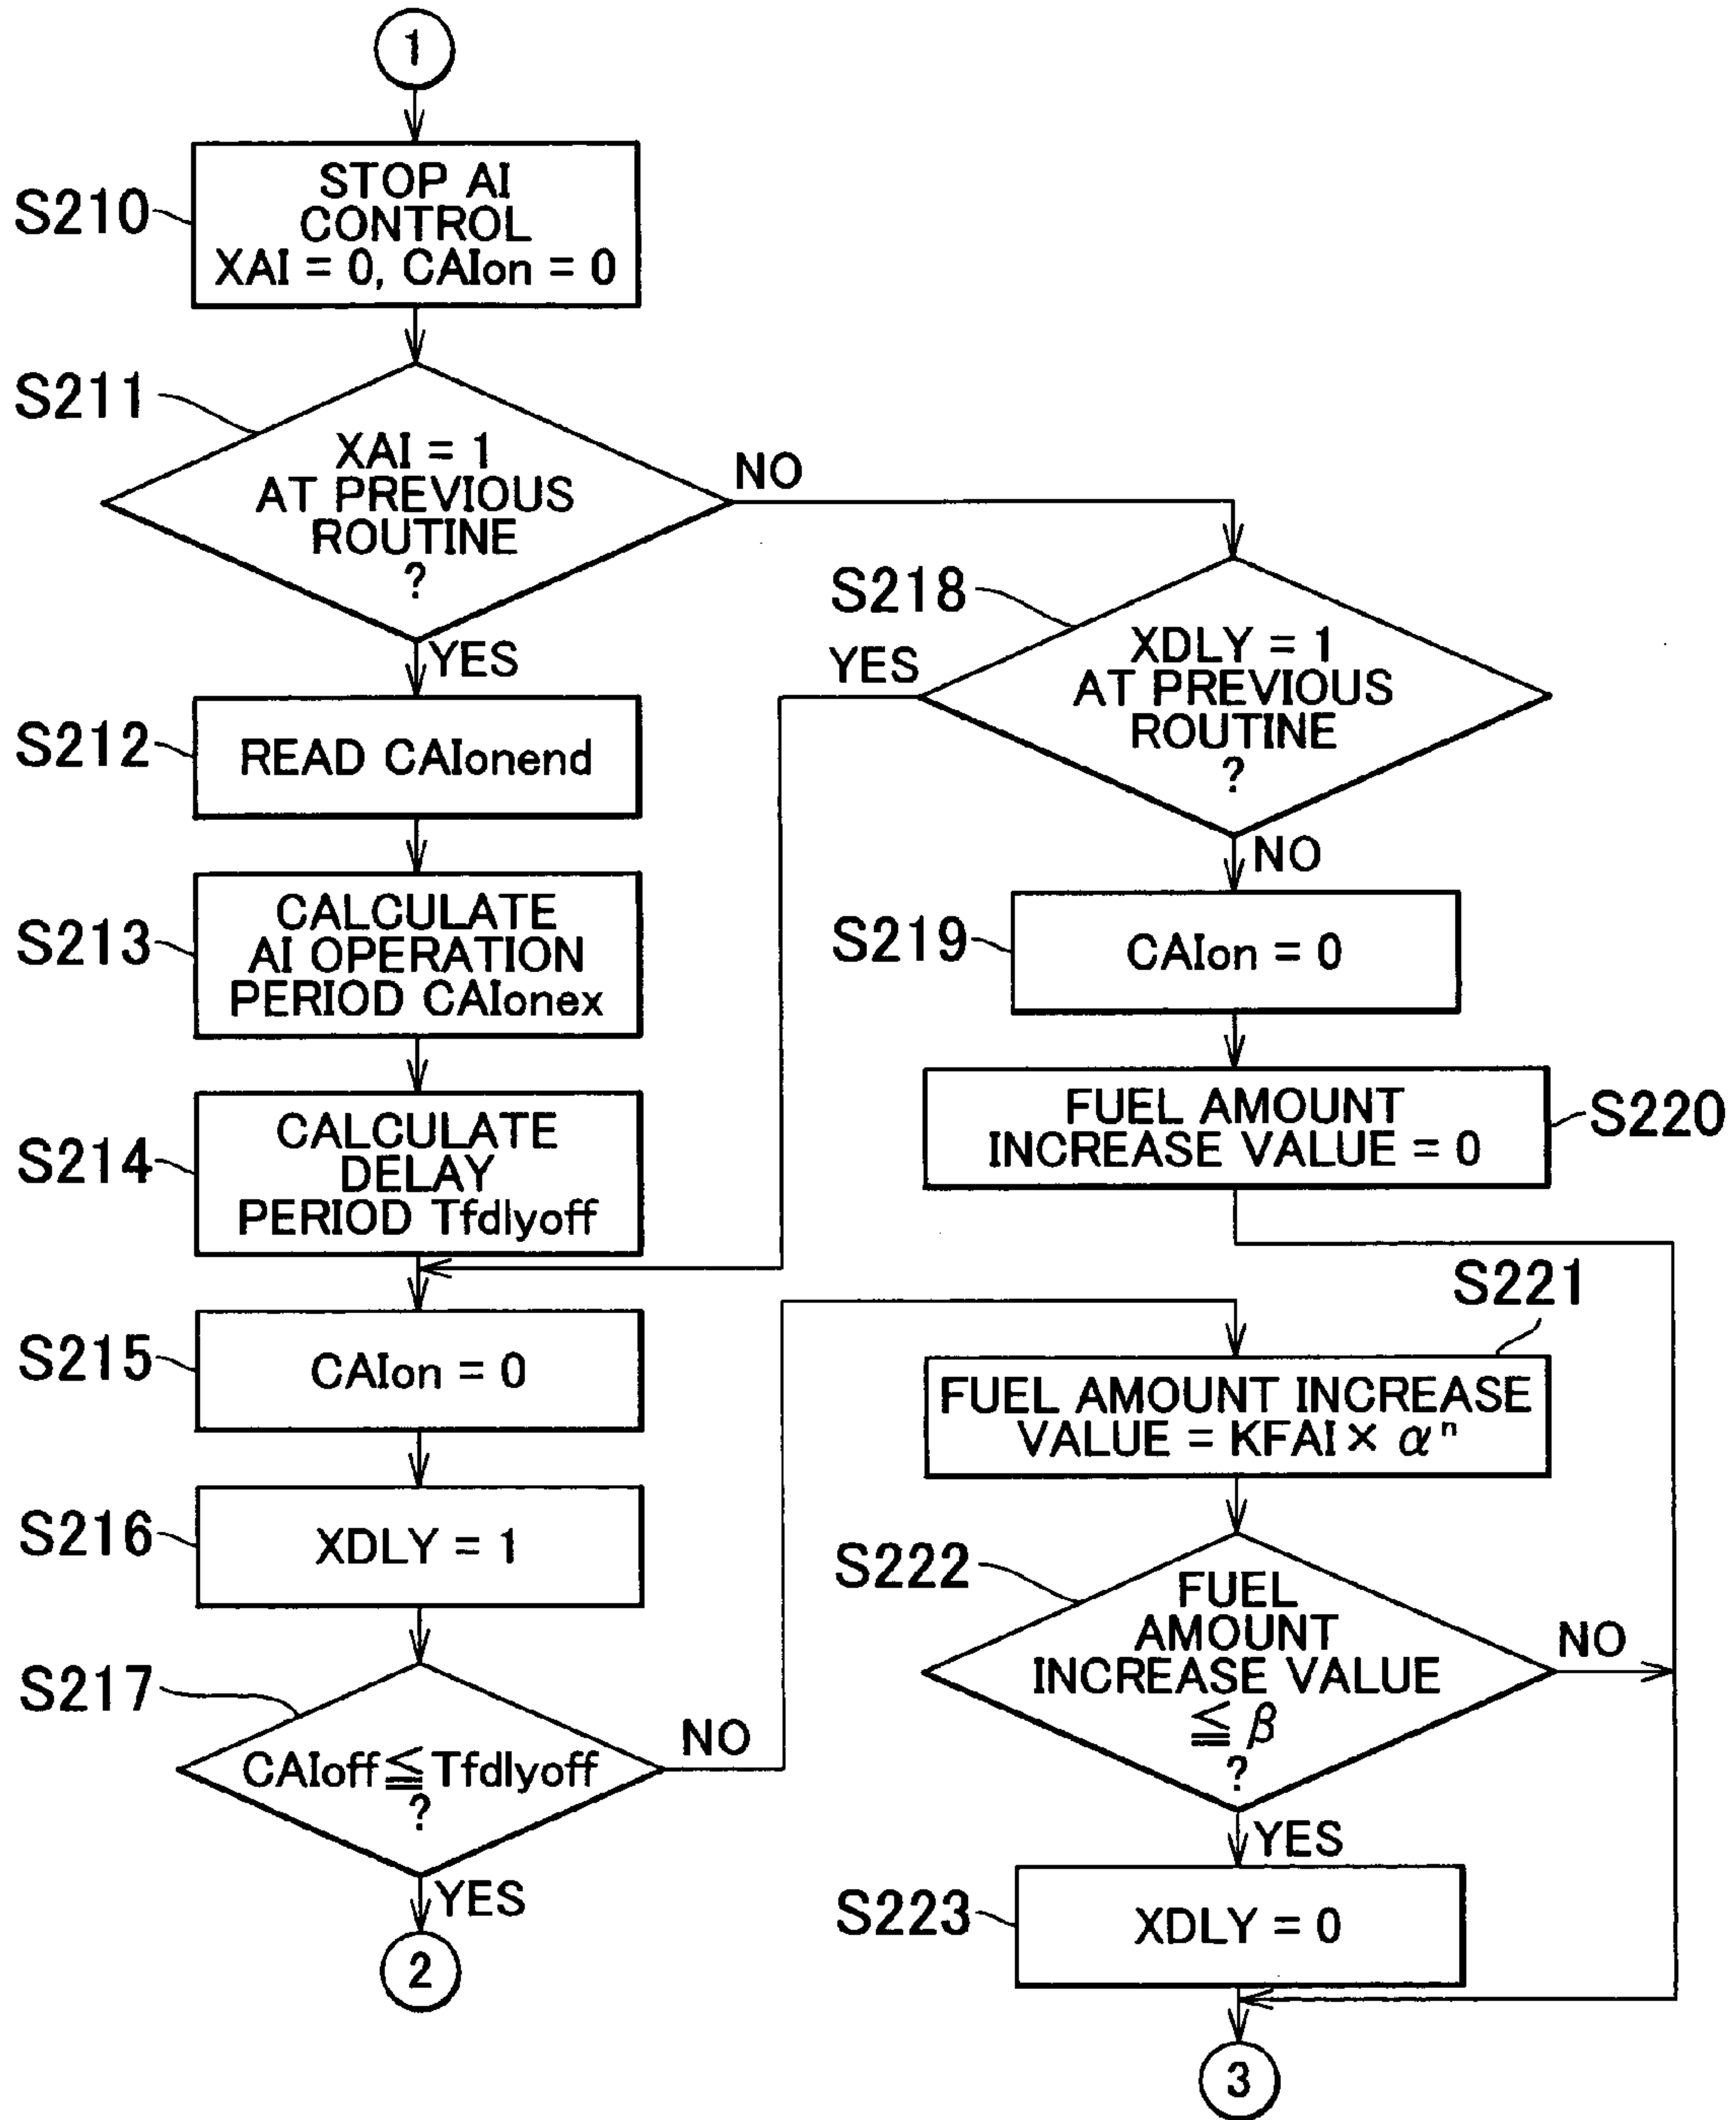 1
S210
STOP AI
CONTROL
XAI = 0, CAIon = 0
S211
XAI = 1
AT PREVIOUS
ROUTINE
?
NO
YES
S212
READ CAIonend
S213
CALCULATE
AI OPERATION
PERIOD CAIonex
S214
CALCULATE
DELAY
PERIOD Tfdlyoff
S215
CAIon = 0
S216
XDLY = 1
S217
CAIoff ≦ Tfdlyoff
?
NO
YES
2
S218
XDLY = 1
AT PREVIOUS
ROUTINE
?
YES
NO
S219
CAIon = 0
S220
FUEL AMOUNT
INCREASE VALUE = 0
S221
FUEL AMOUNT INCREASE
VALUE = KFAI × αⁿ
S222
FUEL
AMOUNT
INCREASE VALUE
≦ β
?
NO
YES
S223
XDLY = 0
3